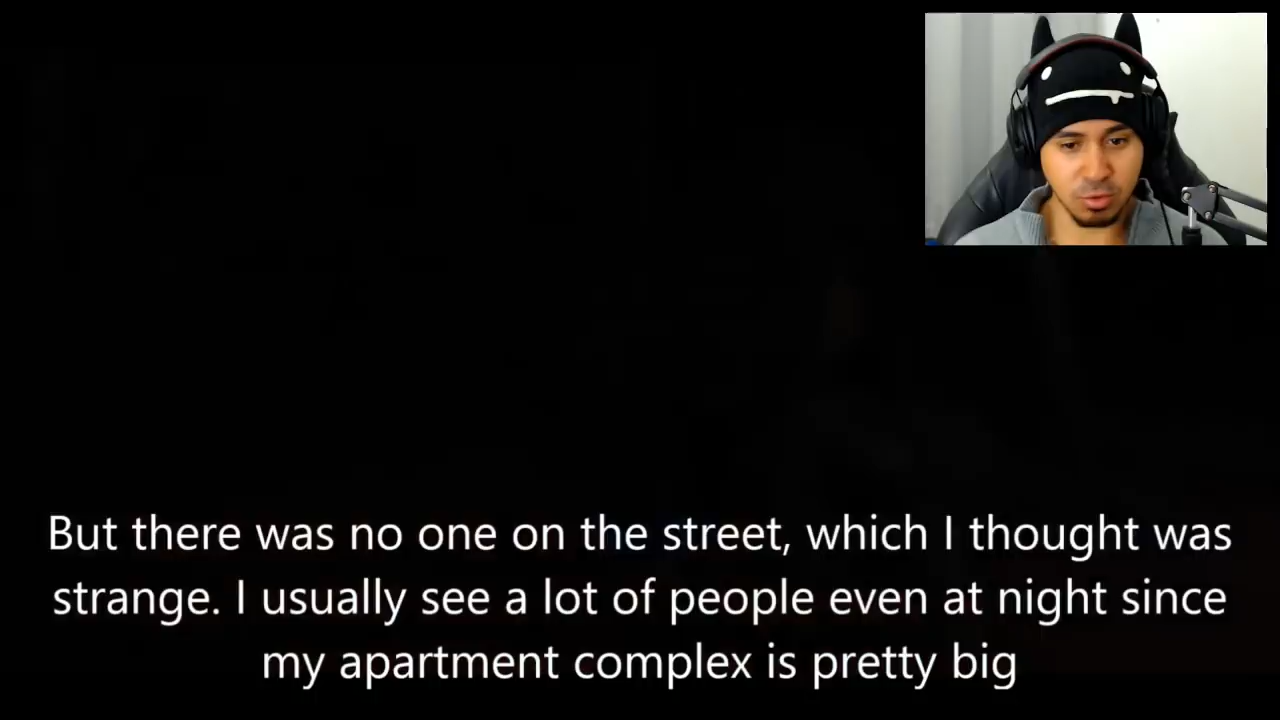 But there was no one on the street, which I thought was
strange. I usually see a lot of people even at night since
my apartment complex is pretty big